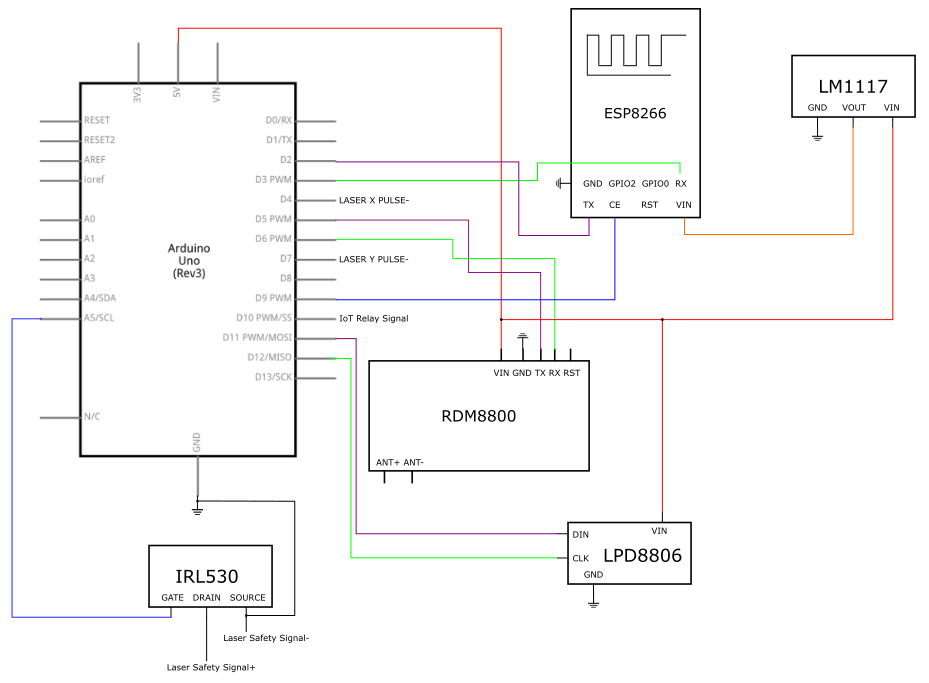 3V3
5V
VIN
RESET
RESET2
AREF
ioref
A0
A1
A2
A3
A4/SDA
A5/SCL
N/C
Arduino
Uno
(Rev3)
D0/RX
D1/TX
D2
D3 PWM
D4
D5 PWM
D6 PWM
D7
D8
D9 PWM
D10 PWM/SS
D11 PWM/MOSI
D12/MISO
D13/SCK
GND
LASER X PULSE-
LASER Y PULSE-
IoT Relay Signal
ESP8266
GND GPIO2 GPIO0 RX
TX CE RST VIN
LM1117
GND VOUT VIN
VIN GND TX RX RST
RDM8800
ANT+ ANT-
VIN
DIN
CLK
LPD8806
GND
IRL530
GATE DRAIN SOURCE
Laser Safety Signal-
Laser Safety Signal+